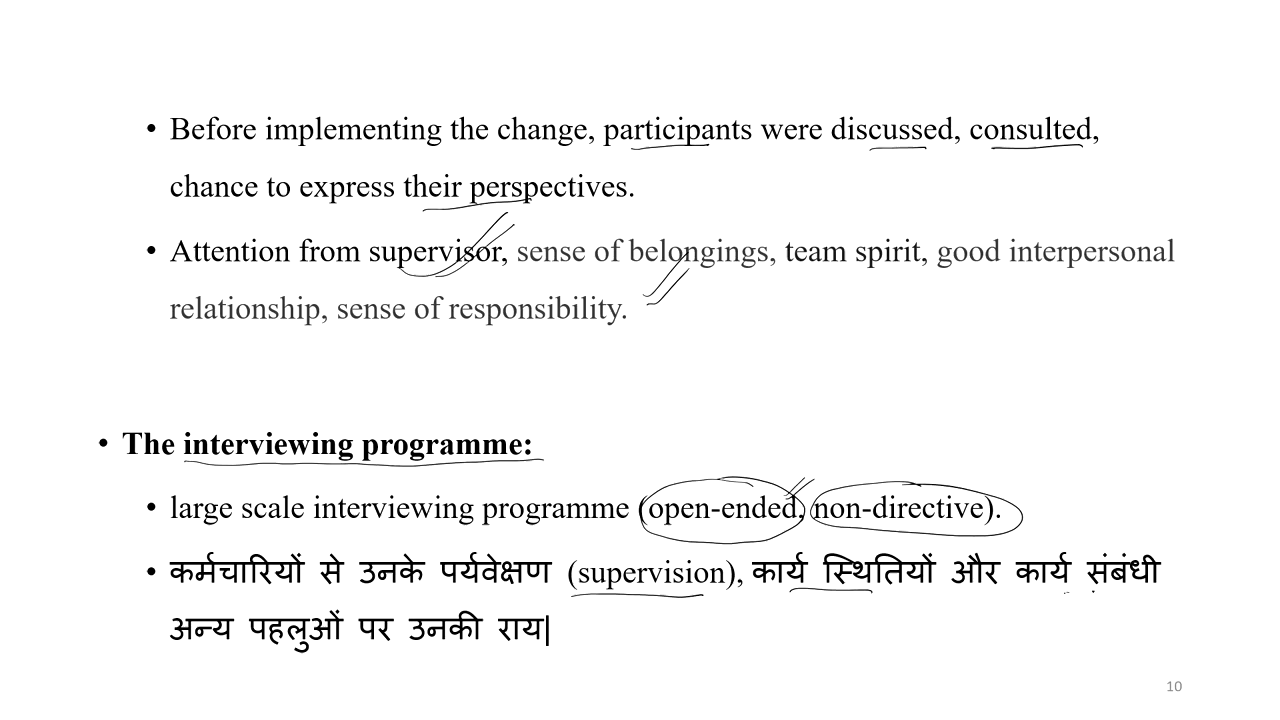 • Before implementing the change, participants were discussed, consulted,
chance to express their perspectives.
• Attention from supervisor, sense of belongings, team spirit, good interpersonal
relationship, sense of responsibility.
• The interviewing programme:
• large scale interviewing programme (open-ended, non-directive).
• कर्मचारियों से उनके पर्यवेक्षण (supervision), कार्य स्थितियों और कार्य संबंधी
अन्य पहलुओं पर उनकी राय|
10